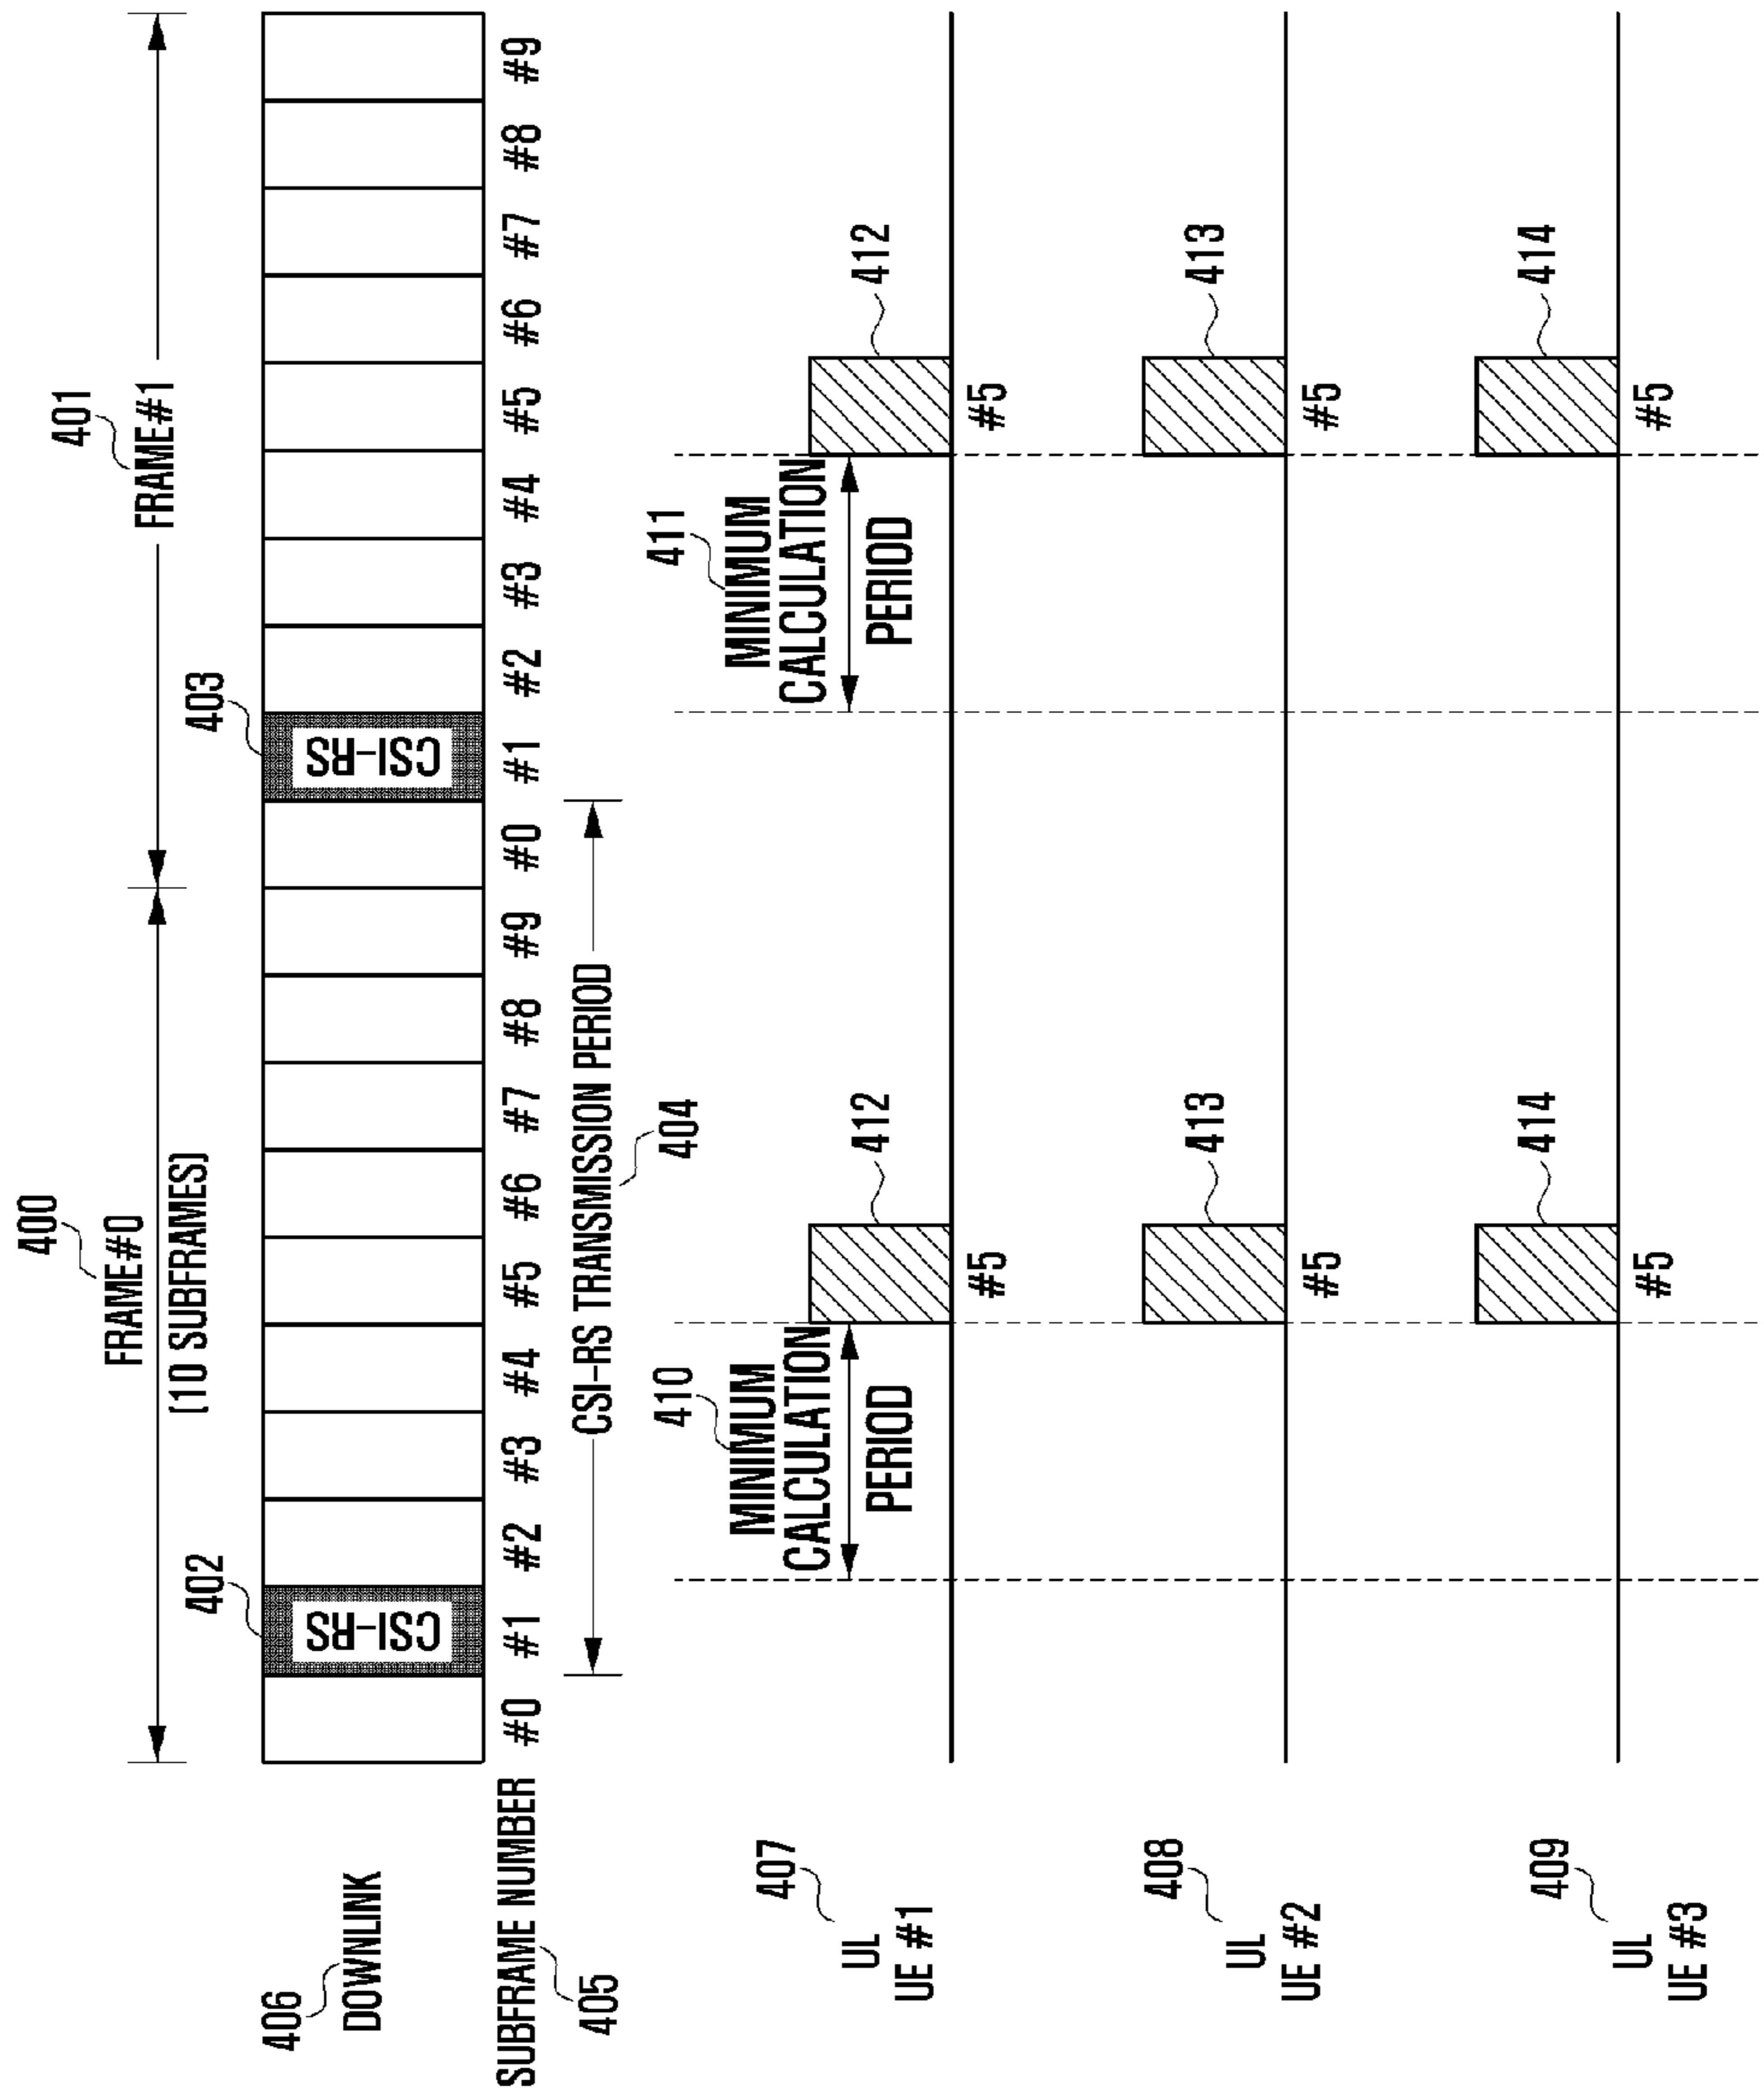 400
FRAME#0
(10 SUBFRAMES)
401
FRAME#1
406
DOWNLINK
402
CSI-RS
403
CSI-RS
SUBFRAME NUMBER
405
#0 #1 #2 #3 #4 #5 #6 #7 #8 #9 #0 #1 #2 #3 #4 #5 #6 #7 #8 #9
CSI-RS TRANSMISSION PERIOD
404
407
UL
UE #1
410
MINIMUM
CALCULATION
PERIOD
412
#5
411
MINIMUM
CALCULATION
PERIOD
412
#5
408
UL
UE #2
413
#5
413
#5
409
UL
UE #3
414
#5
414
#5